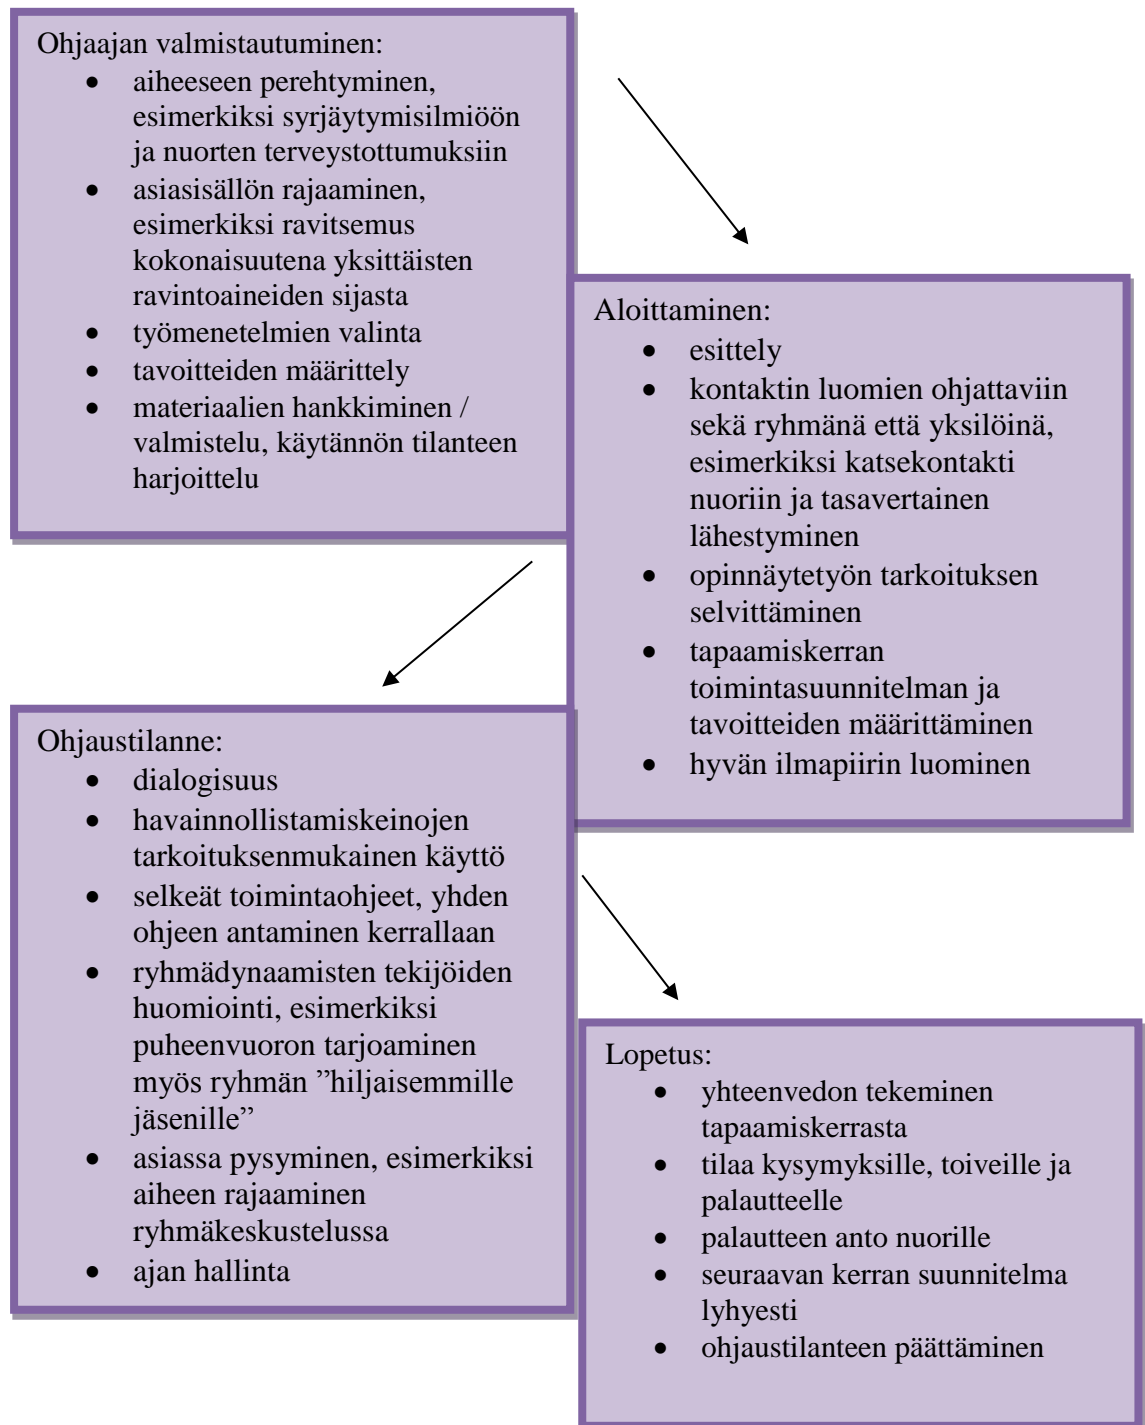 Ohjaajan valmistautuminen:
• aiheeseen perehtyminen,
esimerkiksi syrjäytymisilmiöön
ja nuorten terveystottumuksiin
• asiasisällön rajaaminen,
esimerkiksi ravitsemus
kokonaisuutena yksittäisten
ravintoaineiden sijasta
• työmenetelmien valinta
• tavoitteiden määrittely
• materiaalien hankkiminen /
valmistelu, käytännön tilanteen
harjoittelu
Aloittaminen:
• esittely
• kontaktin luomien ohjattaviin
sekä ryhmänä että yksilöinä,
esimerkiksi katsekontakti
nuoriin ja tasavertainen
lähestyminen
• opinnäytetyön tarkoituksen
selvittäminen
• tapaamiskerran
toimintasuunnitelman ja
tavoitteiden määrittäminen
• hyvän ilmapiirin luominen
Ohjaustilanne:
• dialogisuus
• havainnollistamiskeinojen
tarkoituksenmukainen käyttö
• selkeät toimintaohjeet, yhden
ohjeen antaminen kerrallaan
• ryhmädynaamisten tekijöiden
huomiointi, esimerkiksi
puheenvuoron tarjoaminen
myös ryhmän ”hiljaisemmille
jäsenille”
• asiassa pysyminen, esimerkiksi
aiheen rajaaminen
ryhmäkeskustelussa
• ajan hallinta
Lopetus:
• yhteenvedon tekeminen
tapaamiskerrasta
• tilaa kysymyksille, toiveille ja
palautteelle
• palautteen anto nuorille
• seuraavan kerran suunnitelma
lyhyesti
• ohjaustilanteen päättäminen